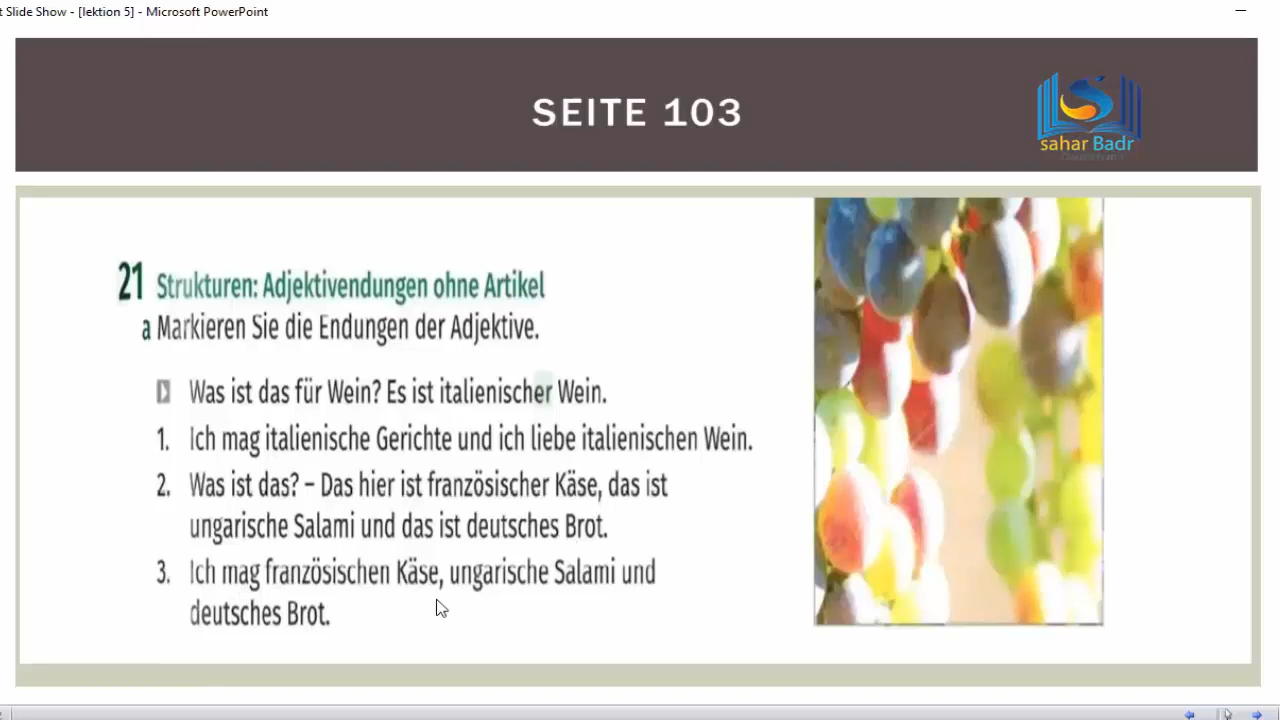 t Slide Show - [lektion 5] - Microsoft PowerPoint
SEITE 103
sahar Badr
21 Strukturen: Adjektivendungen ohne Artikel
a Markieren Sie die Endungen der Adjektive.
Was ist das für Wein? Es ist italienischer Wein.
1. Ich mag italienische Gerichte und ich liebe italienischen Wein.
2. Was ist das? – Das hier ist französischer Käse, das ist
ungarische Salami und das ist deutsches Brot.
3. Ich mag französischen Käse, ungarische Salami und
deutsches Brot.